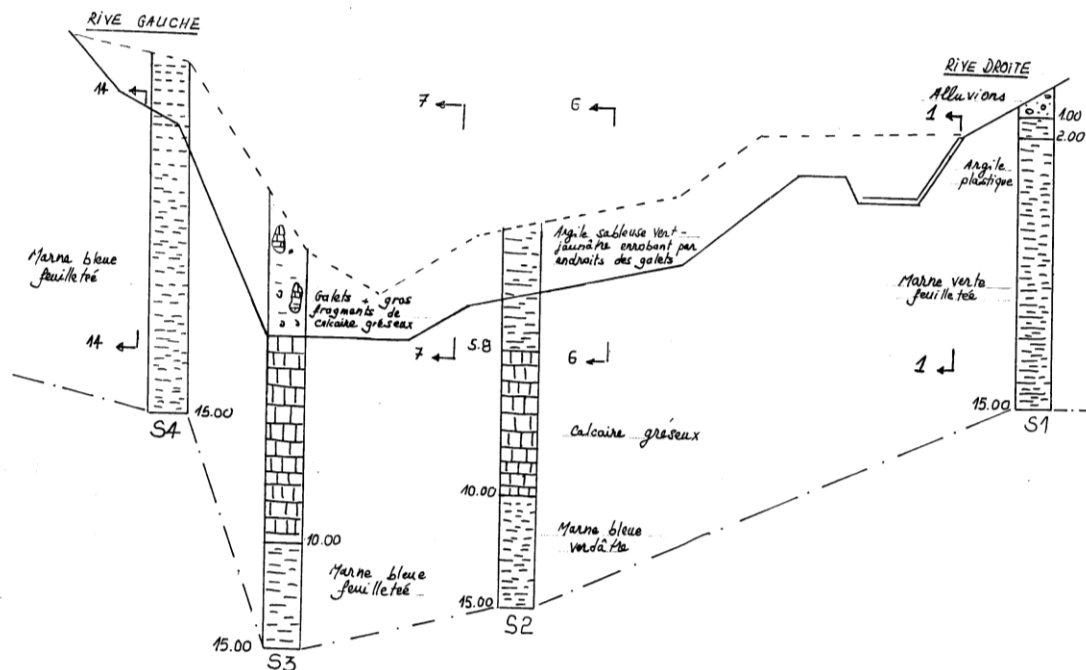 RIVE GAUCHE
RIVE DROITE
14
7
6
1
Alluvions
1.00
2.00
Argile
plastique
Argile sableuse vert-
jaunâtre enrobant par
endroits des galets
Marne bleue
feuilleteé
Galets + gros
fragments de
calcaire gréseux
Marne verte
feuilletée
14
7
5.8
6
1
15.00
S4
15.00
S1
Calcaire gréseux
10.00
10.00
Marne bleue
verdâtre
Marne bleue
feuilleteé
15.00
S2
15.00
S3